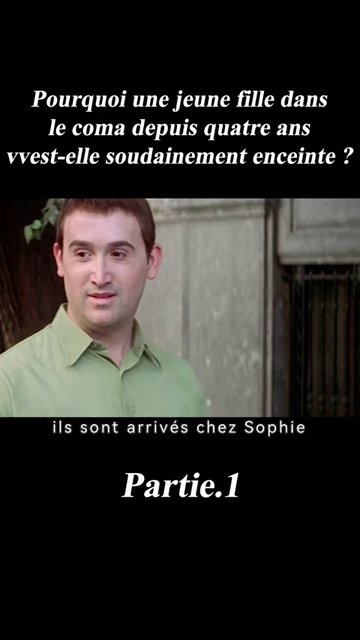 Pourquoi une jeune fille dans
le coma depuis quatre ans
vvest-elle soudainement enceinte ?
ils sont arrivés chez Sophie
Partie.1